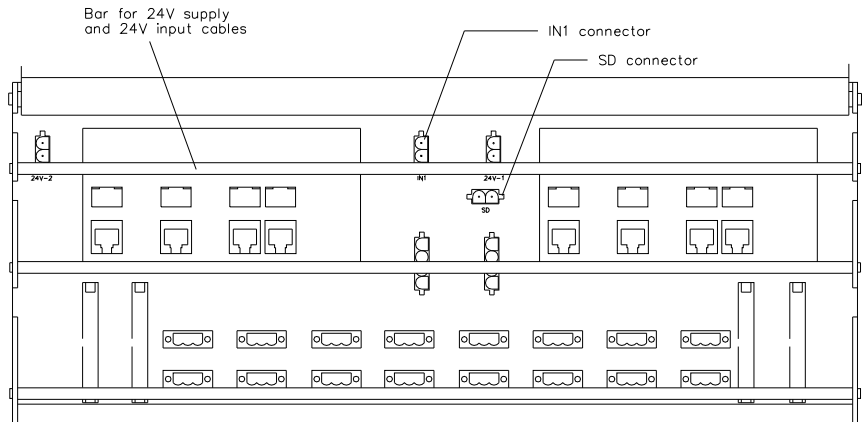 Bar for 24V supply
and 24V input cables
IN1 connector
SD connector
24V-2
IN1
24V-1
SD